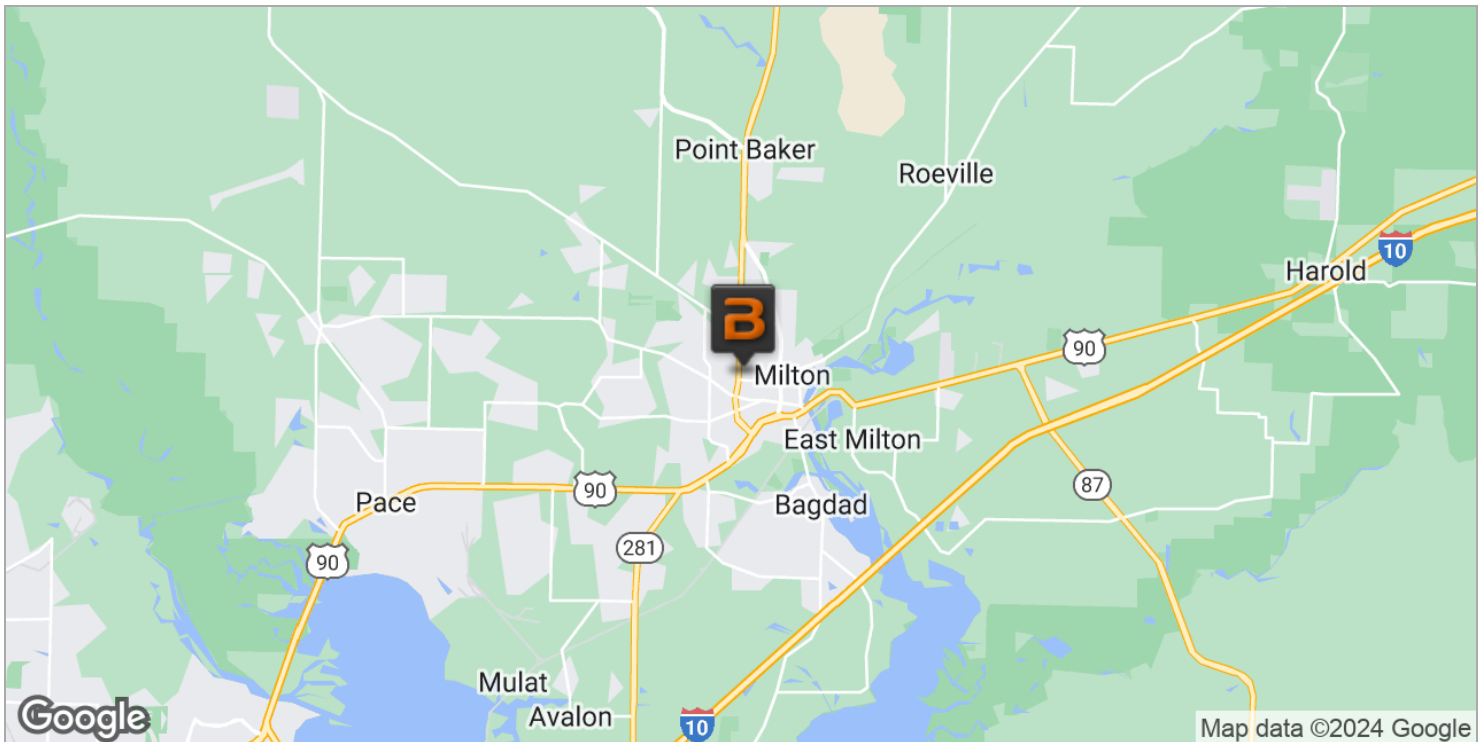 Point Baker
Roeville
10
Harold
B
90
Milton
East Milton
90
Pace
Bagdad
87
281
90
Mulat
Avalon
10
Google
Map data ©2024 Google